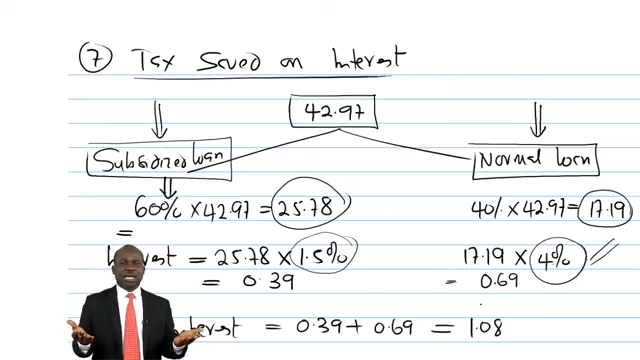 7 Tax Saved on Interest
42.97
Subsidized loan
Normal loan
60% × 42.97 = 25.78
40% × 42.97 = 17.19
=
= 25.78 × 1.5%
17.19 × 4%
= 0.39
= 0.69
= 0.39 + 0.69 = 1.08